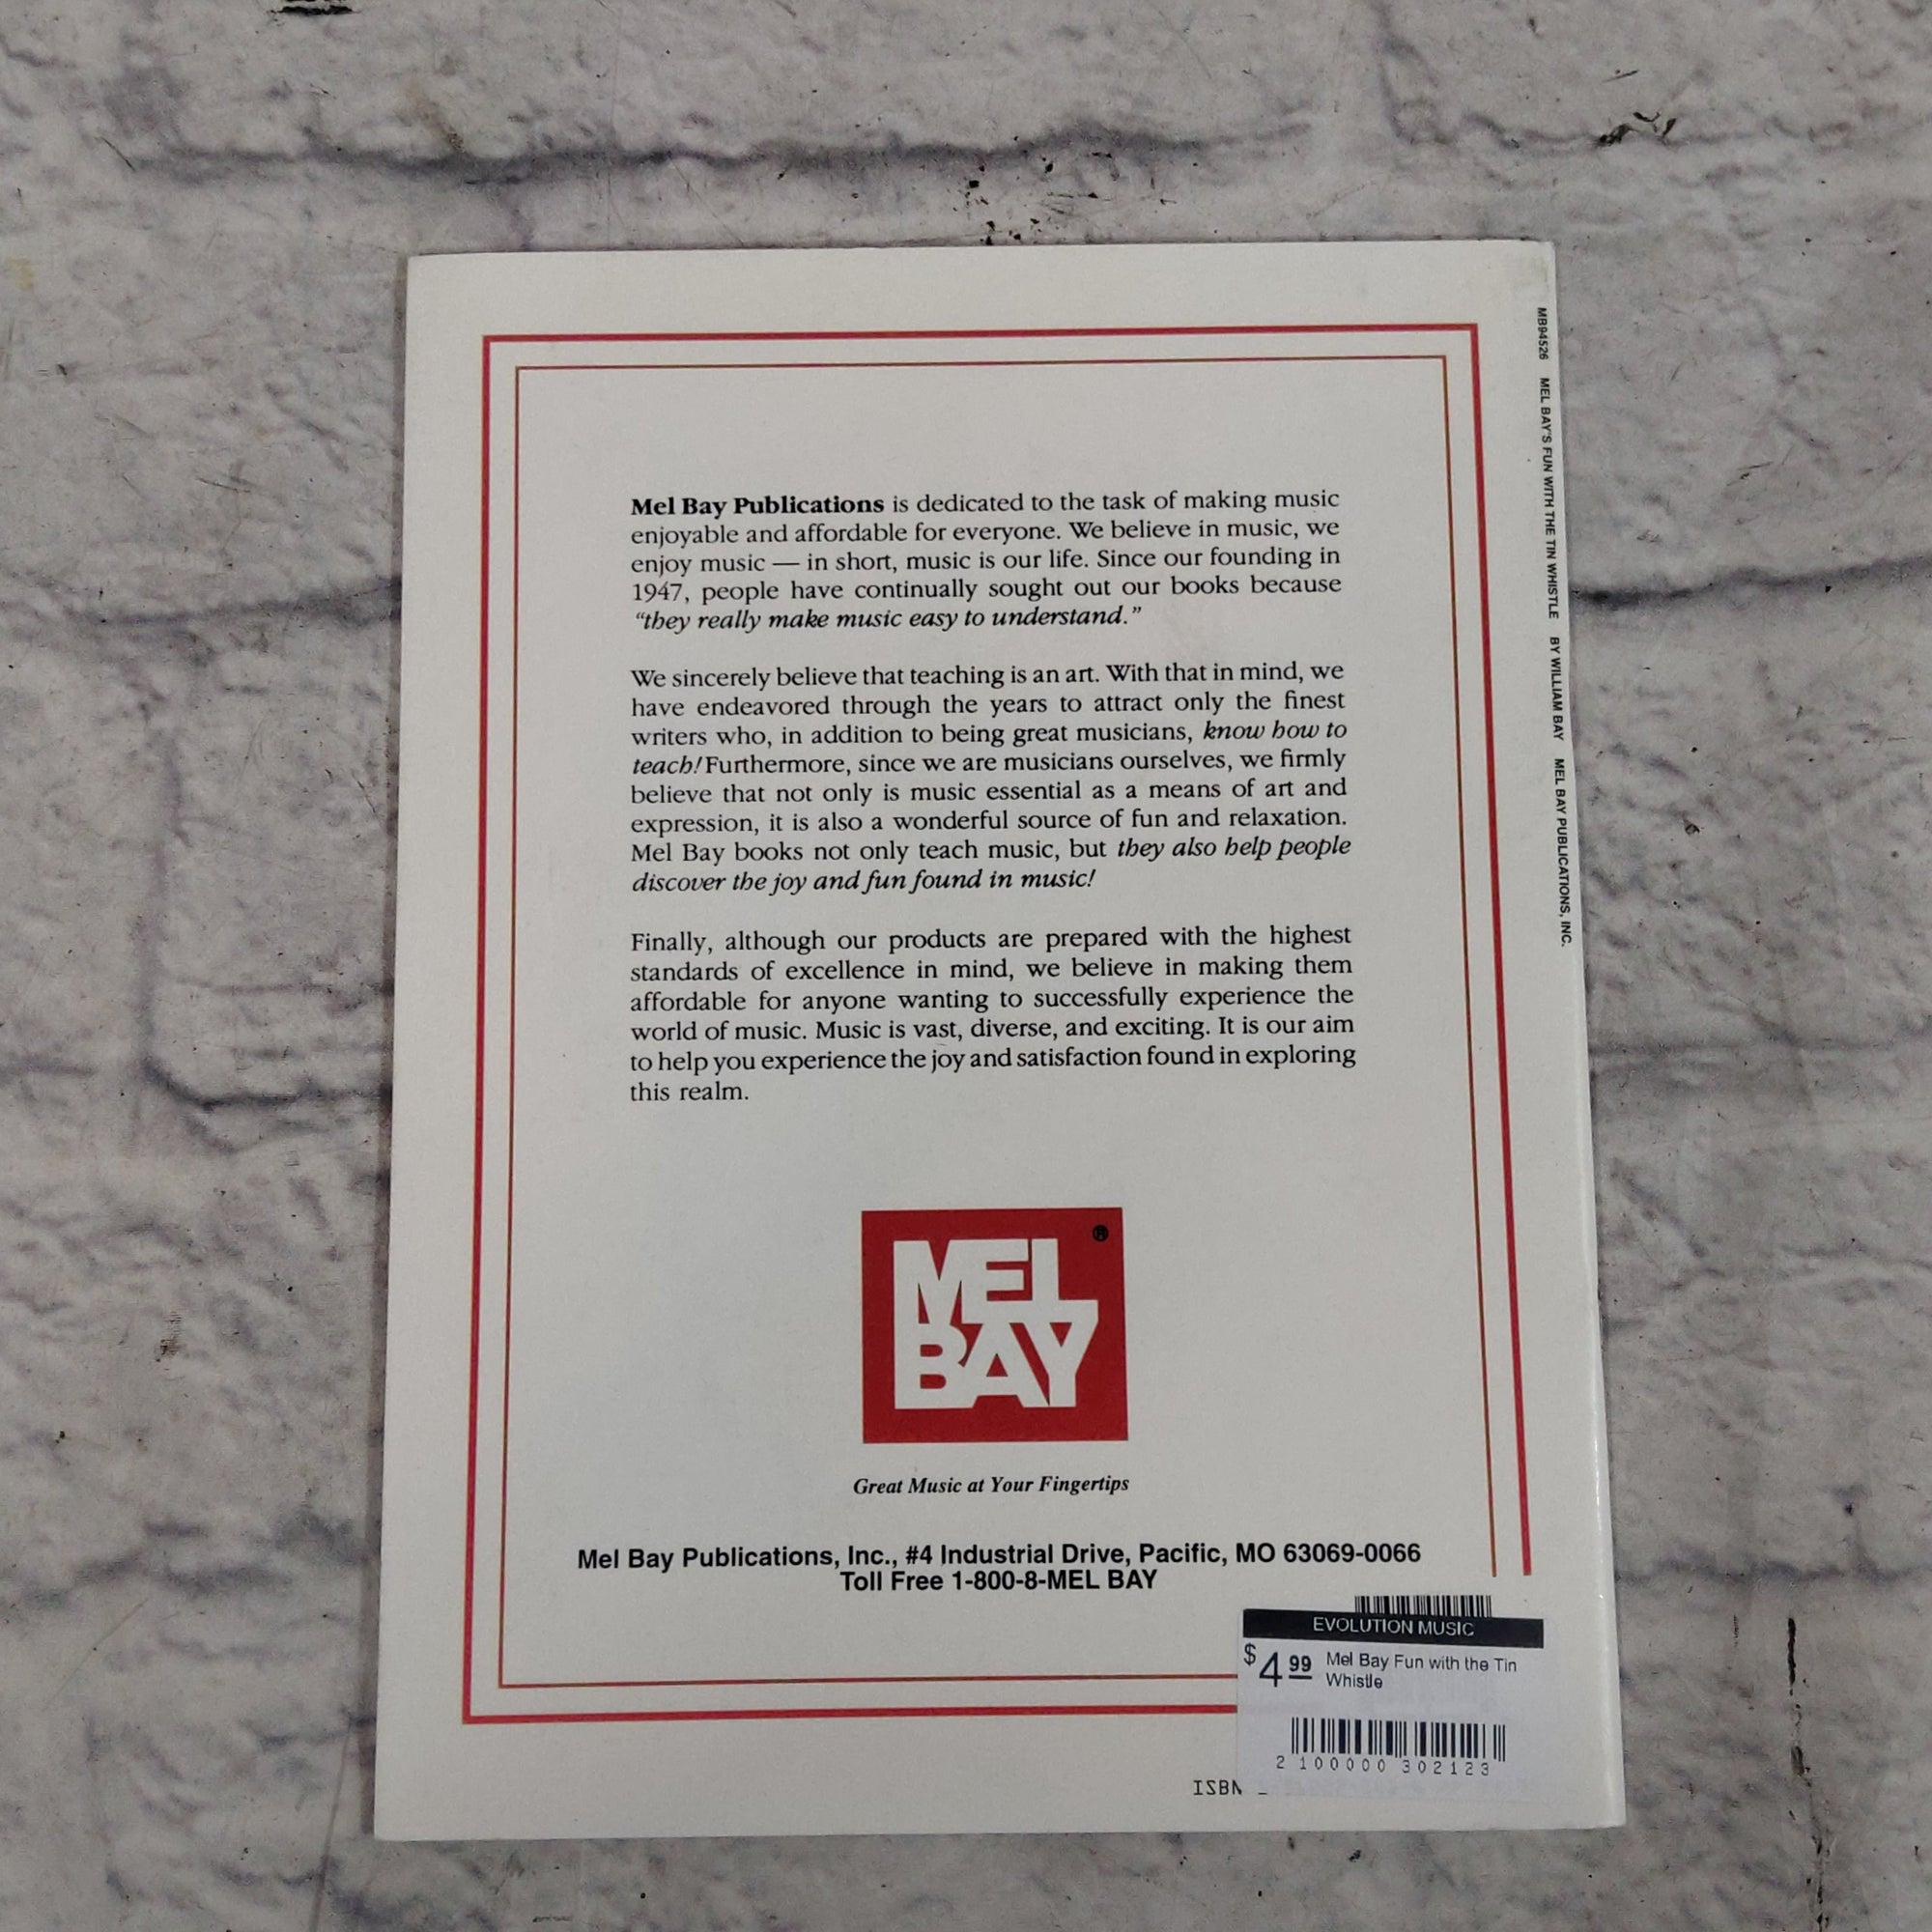 Mel Bay Publications is dedicated to the task of making music
enjoyable and affordable for everyone. We believe in music, we
enjoy music — in short, music is our life. Since our founding in
1947, people have continually sought out our books because
“they really make music easy to understand.”
We sincerely believe that teaching is an art. With that in mind, we
have endeavored through the years to attract only the finest
writers who, in addition to being great musicians, know how to
teach! Furthermore, since we are musicians ourselves, we firmly
believe that not only is music essential as a means of art and
expression, it is also a wonderful source of fun and relaxation.
Mel Bay books not only teach music, but they also help people
discover the joy and fun found in music!
Finally, although our products are prepared with the highest
standards of excellence in mind, we believe in making them
affordable for anyone wanting to successfully experience the
world of music. Music is vast, diverse, and exciting. It is our aim
to help you experience the joy and satisfaction found in exploring
this realm.
MEL ®
BAY
Great Music at Your Fingertips
Mel Bay Publications, Inc., #4 Industrial Drive, Pacific, MO 63069-0066
Toll Free 1-800-8-MEL BAY
EVOLUTION MUSIC
$4.99 Mel Bay Fun with the Tin
Whistle
2 100000 302123
ISBN
MB94526 MEL BAY'S FUN WITH THE TIN WHISTLE BY WILLIAM BAY MEL BAY PUBLICATIONS, INC.